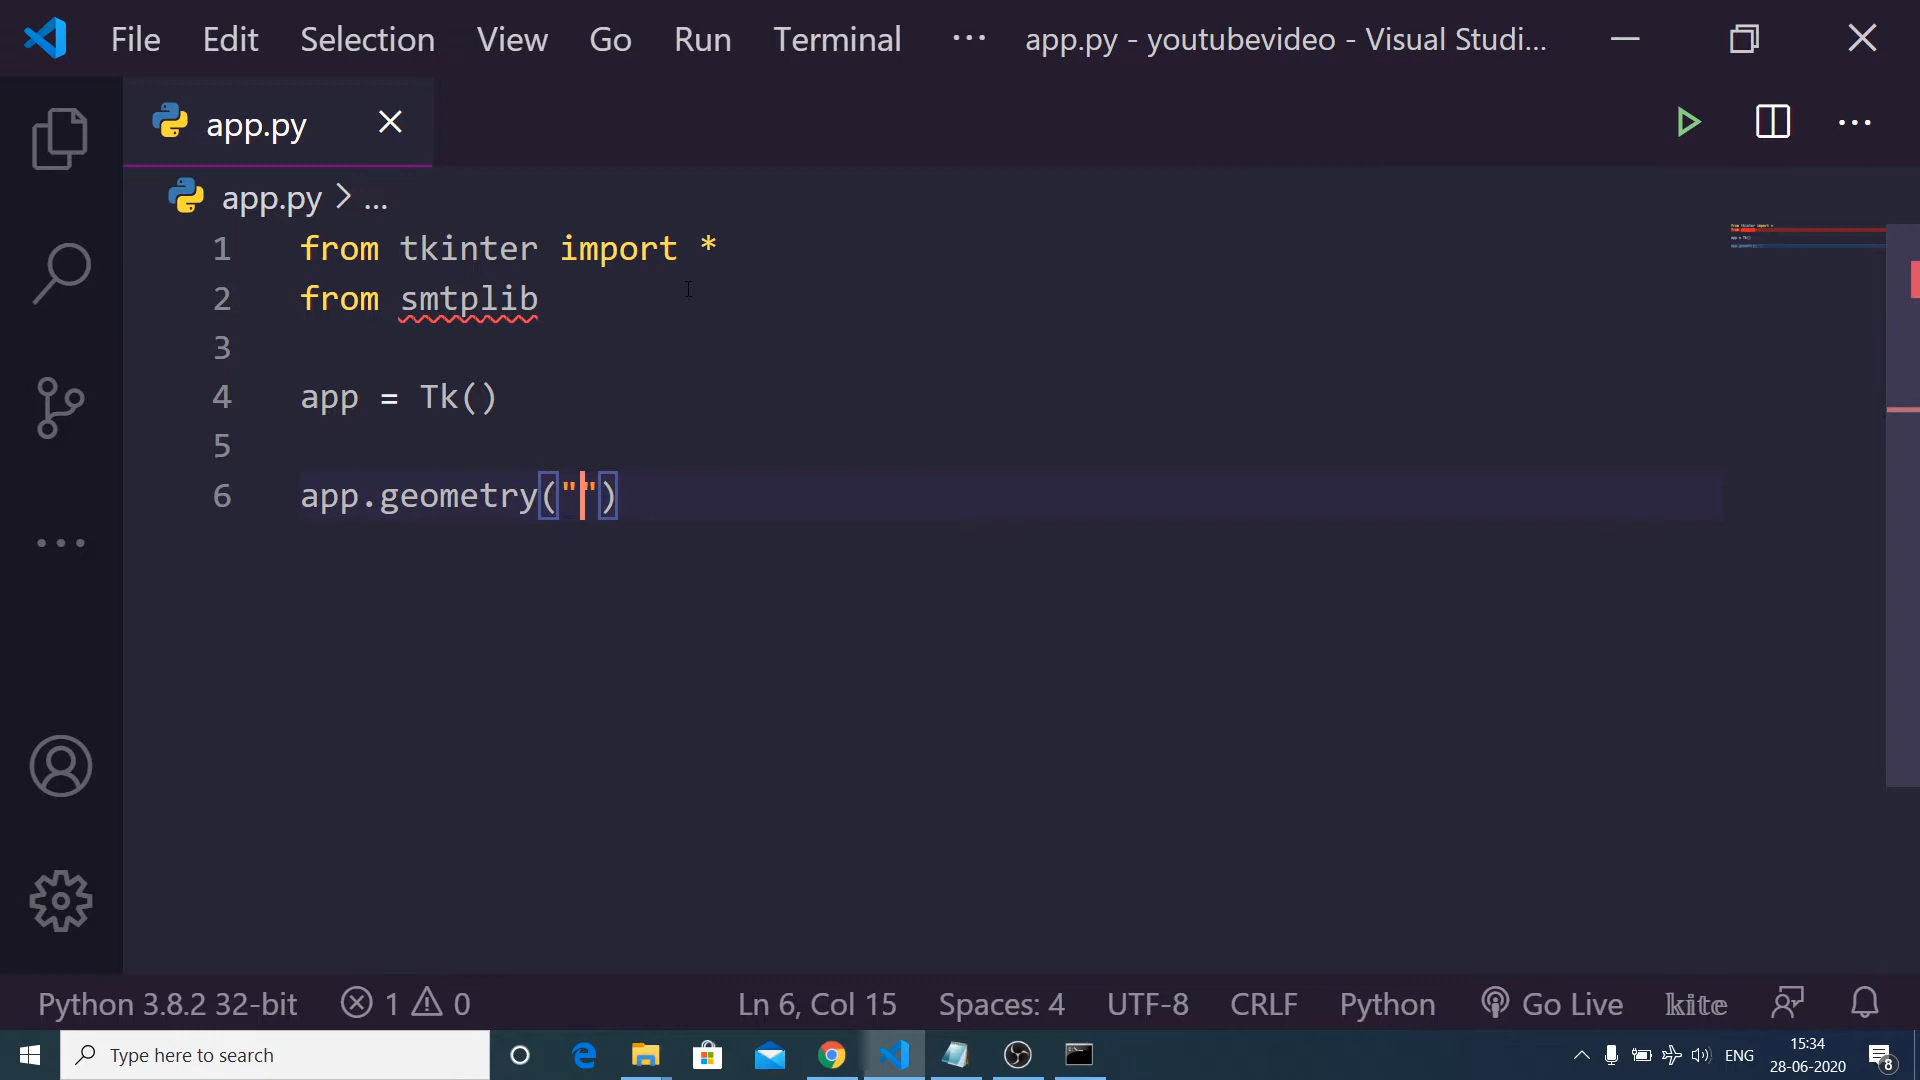 File Edit Selection View Go Run Terminal ··· app.py - youtubevideo - Visual Studi...
app.py
app.py > ...
1 from tkinter import *
2 from smtplib
3
4 app = Tk()
5
6 app.geometry("")
Python 3.8.2 32-bit 1 0 Ln 6, Col 15 Spaces: 4 UTF-8 CRLF Python Go Live kite
Type here to search ENG 15:34
28-06-2020 8